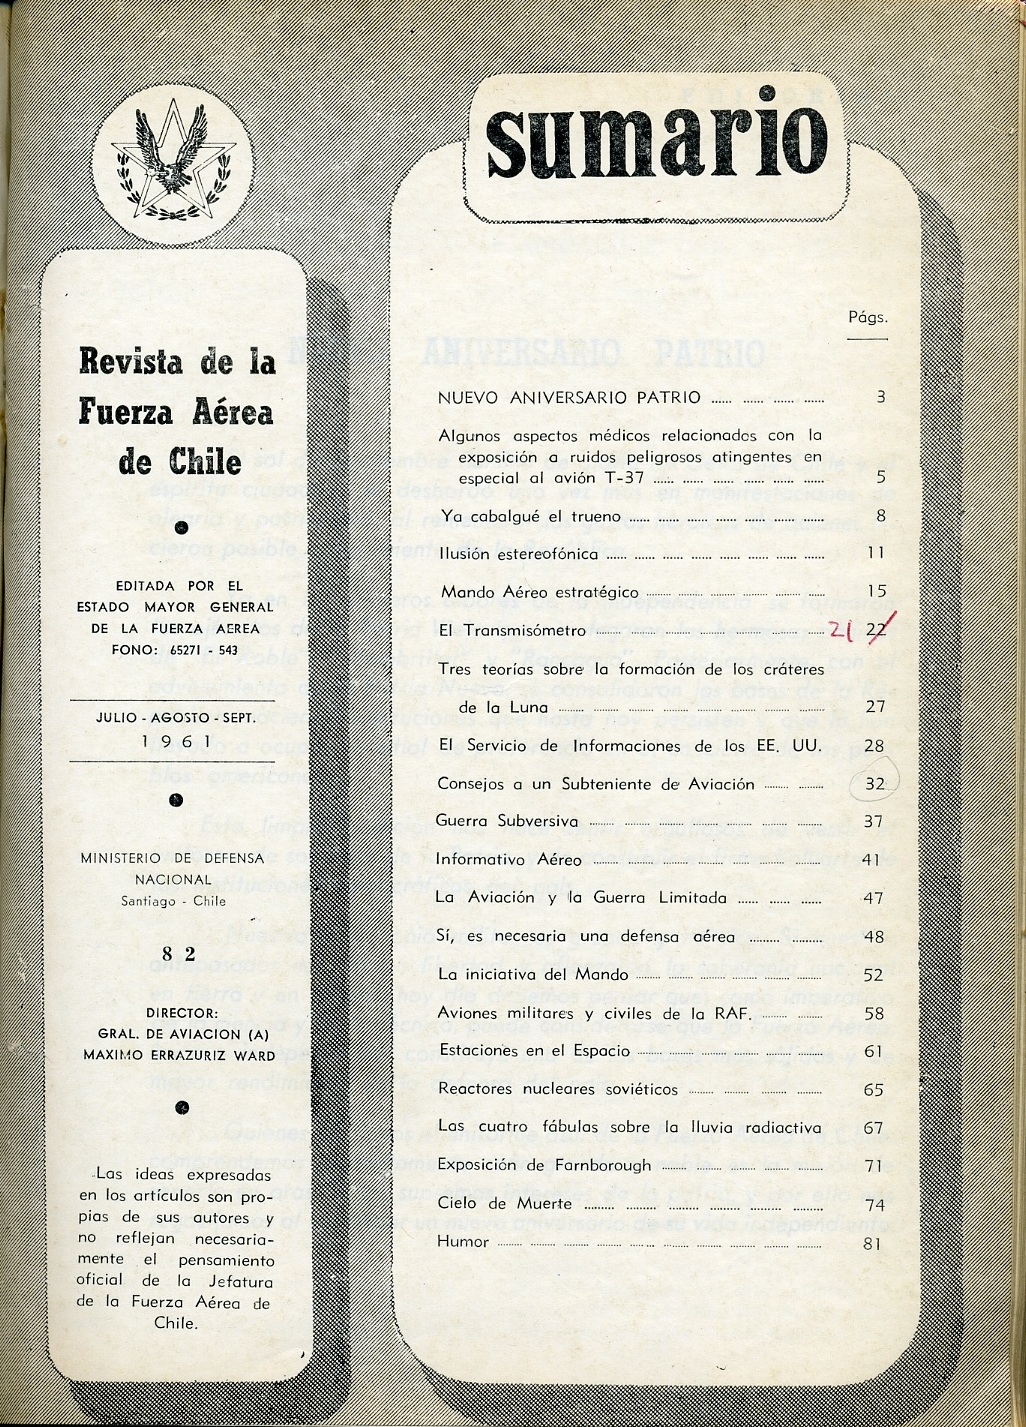 sumario
Revista de la
Fuerza Aérea
de Chile
EDITADA POR EL
ESTADO MAYOR GENERAL
DE LA FUERZA AEREA
FONO: 65271 - 543
JULIO - AGOSTO - SEPT.
1961
MINISTERIO DE DEFENSA
NACIONAL
Santiago - Chile
82
DIRECTOR:
GRAL. DE AVIACION (A)
MAXIMO ERRAZURIZ WARD
Las ideas expresadas
en los artículos son pro-
pias de sus autores y
no reflejan necesaria-
mente el pensamiento
oficial de la Jefatura
de la Fuerza Aérea de
Chile.
Págs.
NUEVO ANIVERSARIO PATRIO ...... ...... ...... ...... 3
Algunos aspectos médicos relacionados con la
exposición a ruidos peligrosos atingentes en
especial al avión T-37 ...... ...... ...... ...... ...... 5
Ya cabalgué el trueno ...... ...... ...... ...... ...... 8
Ilusión estereofónica ...... ...... ...... ...... ...... ...... 11
Mando Aéreo estratégico ...... ...... ...... ...... ...... 15
El Transmisómetro ...... ...... ...... ...... ...... ...... 21 22
Tres teorías sobre la formación de los cráteres
de la Luna ...... ...... ...... ...... ...... ...... 27
El Servicio de Informaciones de los EE. UU. 28
Consejos a un Subteniente de Aviación ...... ...... 32
Guerra Subversiva ...... ...... ...... ...... ...... ...... 37
Informativo Aéreo ...... ...... ...... ...... ...... ...... 41
La Aviación y la Guerra Limitada ...... ...... ...... 47
Sí, es necesaria una defensa aérea ...... ...... 48
La iniciativa del Mando ...... ...... ...... ...... ...... 52
Aviones militares y civiles de la RAF. ...... ...... 58
Estaciones en el Espacio ...... ...... ...... ...... ...... 61
Reactores nucleares soviéticos ...... ...... ...... ...... 65
Las cuatro fábulas sobre la lluvia radiactiva 67
Exposición de Farnborough ...... ...... ...... ...... 71
Cielo de Muerte ...... ...... ...... ...... ...... ...... 74
Humor ...... ...... ...... ...... ...... ...... ...... 81